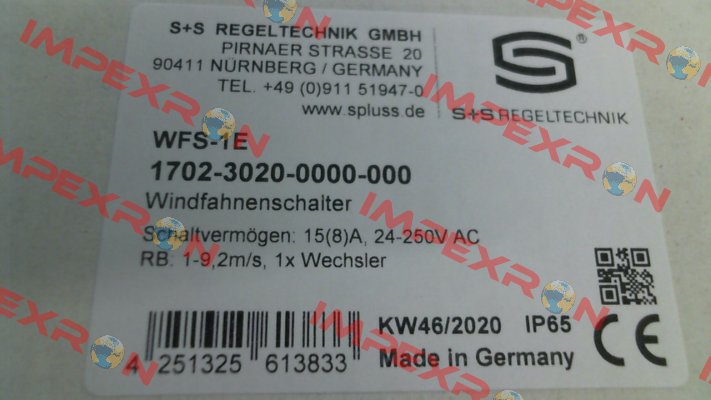 S+S REGELTECHNIK GMBH
PIRNAER STRASSE 20
90411 NÜRNBERG / GERMANY
TEL. +49 (0)911 51947-0
www.spluss.de
S ®
S+S REGELTECHNIK
WFS-1E
1702-3020-0000-000
Windfahnenschalter
Schaltvermögen: 15(8)A, 24-250V AC
RB: 1-9,2m/s, 1x Wechsler
KW46/2020 IP65
CE
Made in Germany
4 251325 613833
IMPEXRON
IMPEXRON
IMPEXRON
IMPEXRON
IMPEXRON
IMPEXRON